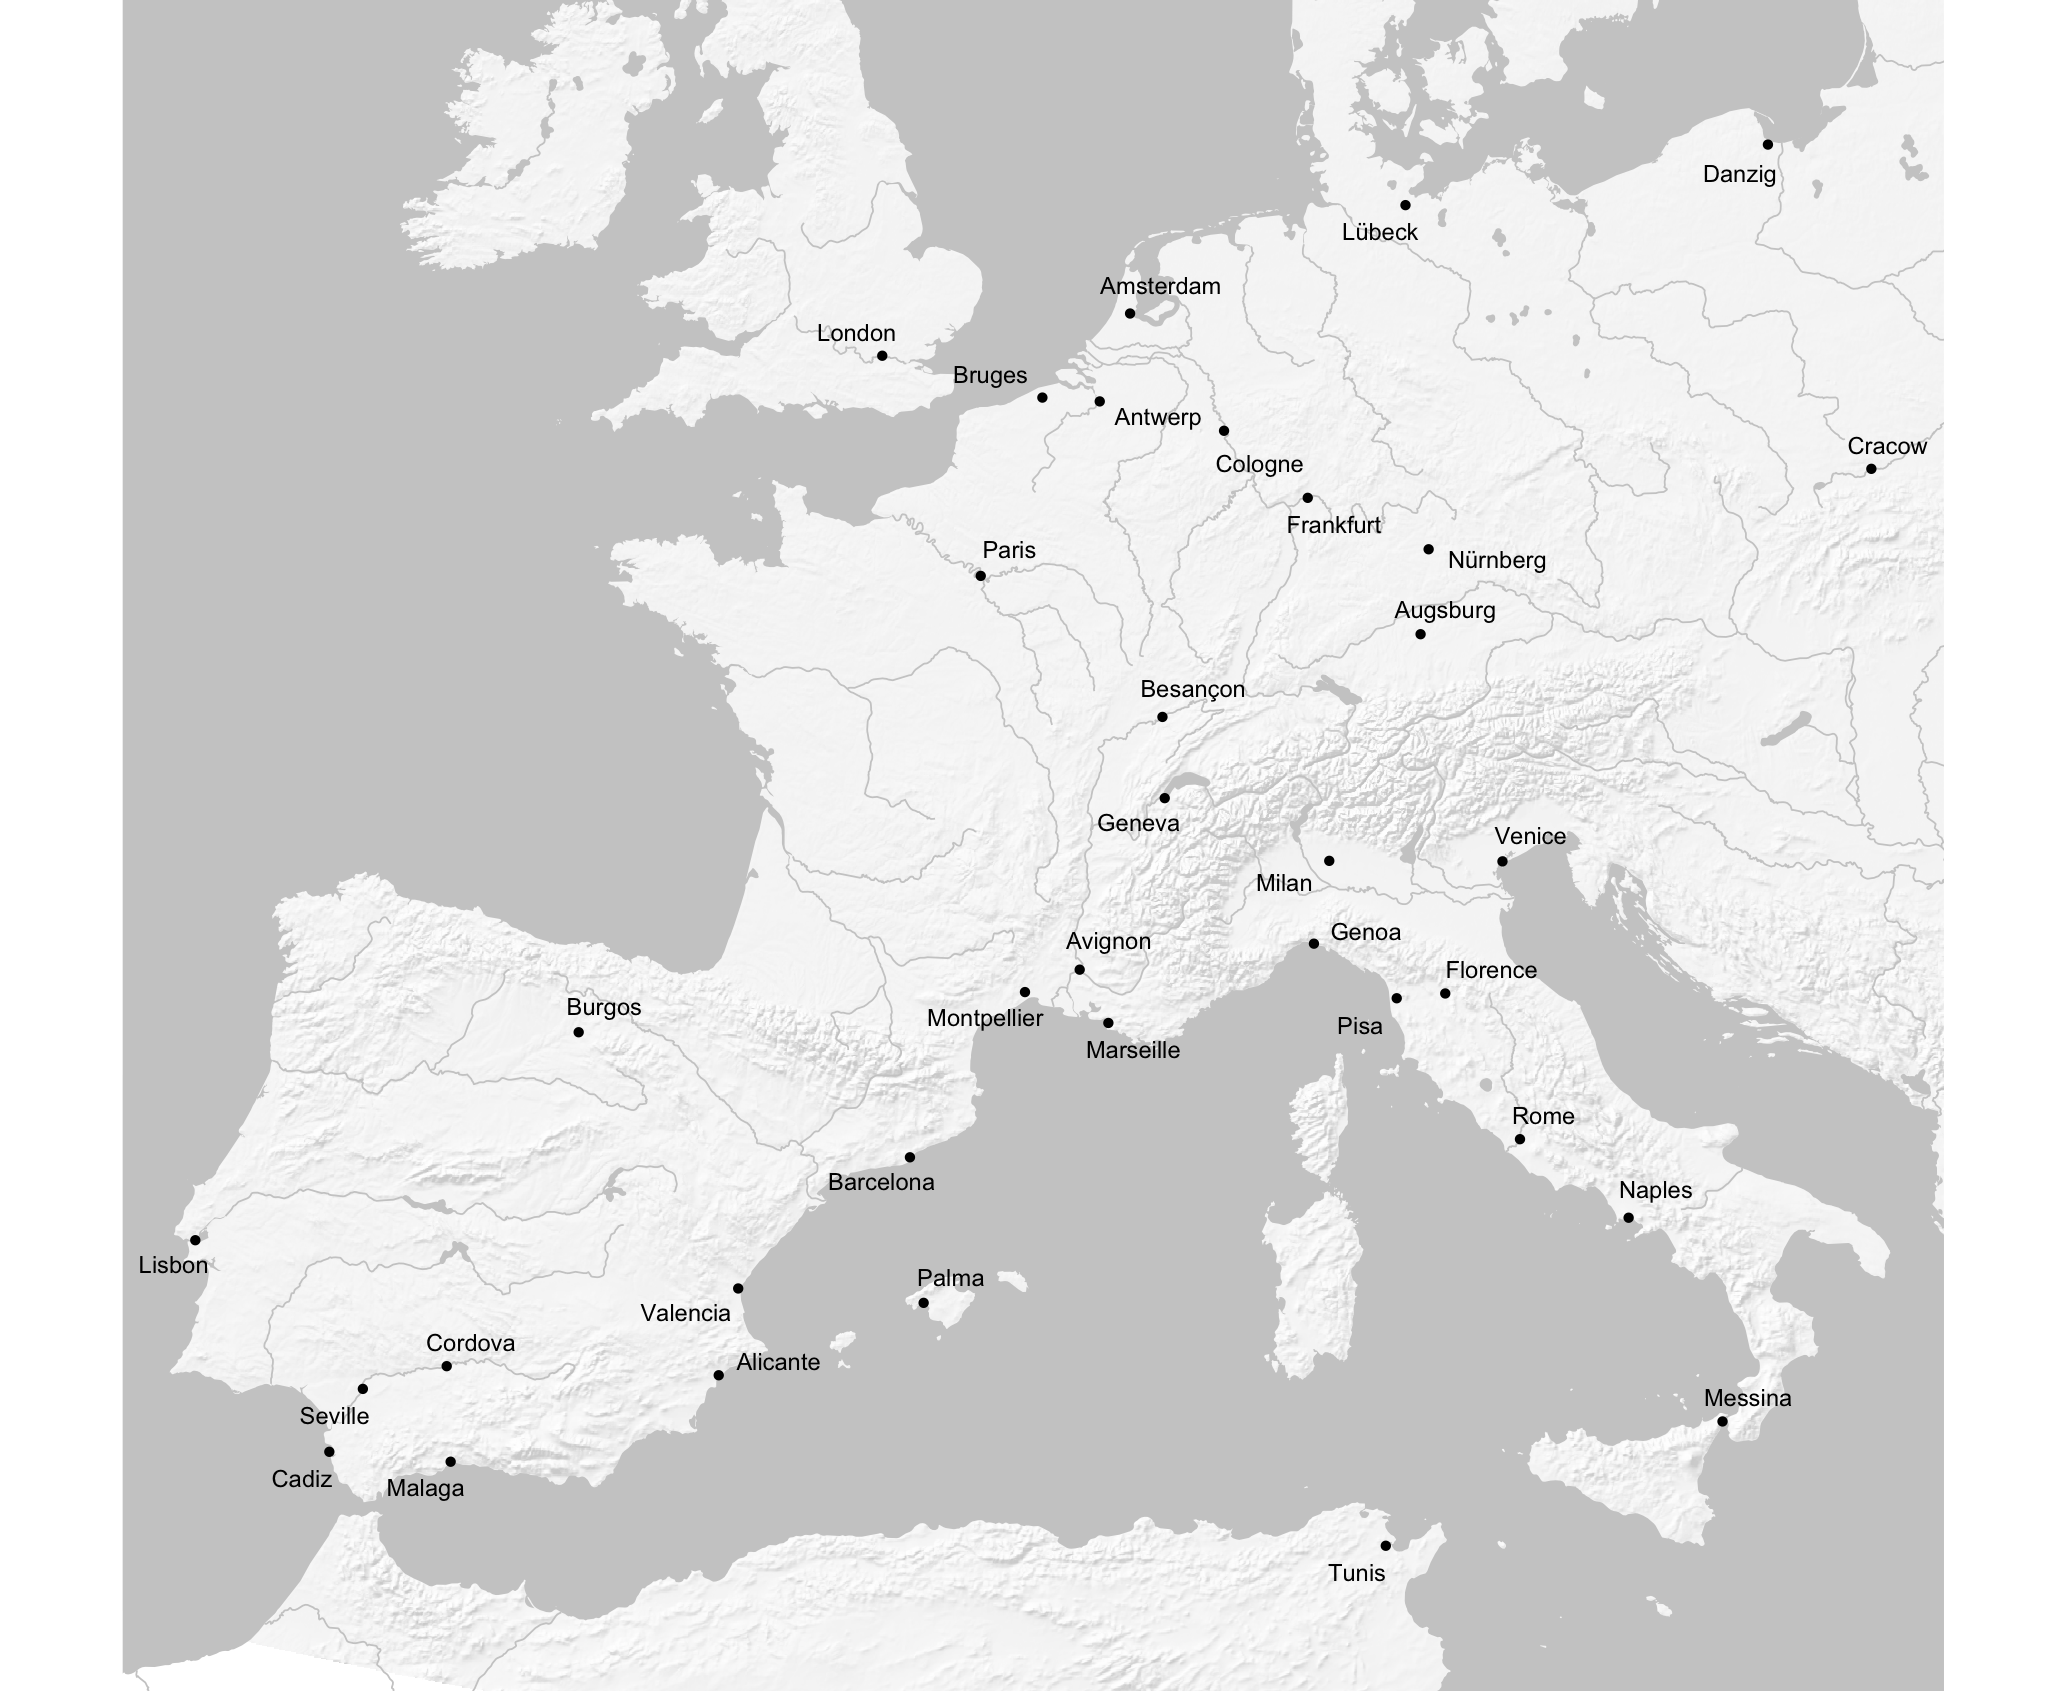 Danzig
Lübeck
Amsterdam
London
Bruges
Antwerp
Cracow
Cologne
Frankfurt
Paris
Nürnberg
Augsburg
Besançon
Geneva
Venice
Milan
Genoa
Avignon
Florence
Burgos
Montpellier
Pisa
Marseille
Rome
Barcelona
Naples
Lisbon
Palma
Valencia
Cordova
Alicante
Messina
Seville
Cadiz
Malaga
Tunis